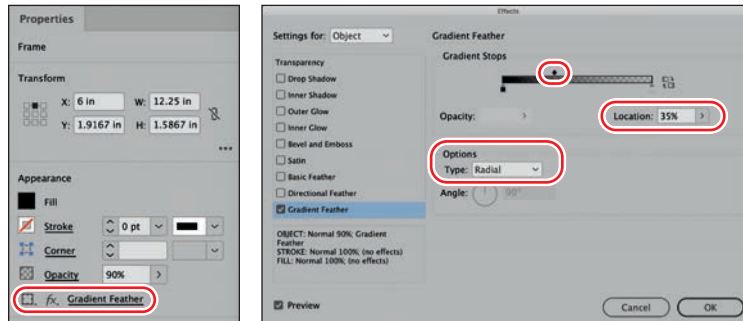 Properties
Frame
Transform
X: 6 in W: 12.25 in
Y: 1.9167 in H: 1.5867 in
Appearance
Fill
Stroke 0 pt
Corner
Opacity 90%
fx. Gradient Feather
Effects
Settings for: Object
Transparency
Drop Shadow
Inner Shadow
Outer Glow
Inner Glow
Bevel and Emboss
Satin
Basic Feather
Directional Feather
Gradient Feather
OBJECT: Normal 90%; Gradient
Feather
STROKE: Normal 100%; (no effects)
FILL: Normal 100%; (no effects)
Preview
Gradient Feather
Gradient Stops
Opacity: Location: 35%
Options
Type: Radial
Angle: 90°
Cancel OK